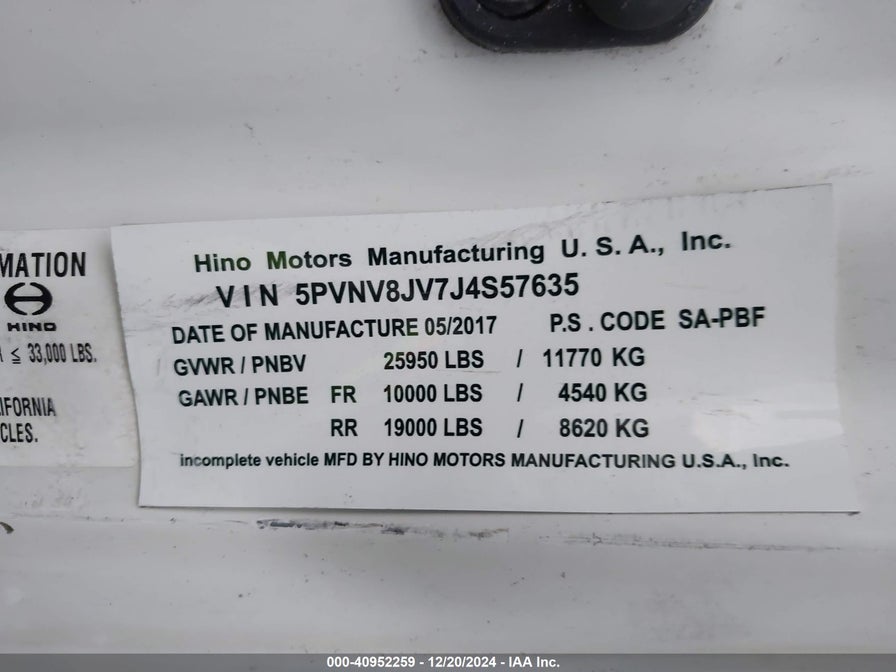 MATION
HINO
≤ 33,000 LBS.
IFORNIA
CLES.
Hino Motors Manufacturing U. S. A., Inc.
V I N 5PVNV8JV7J4S57635
DATE OF MANUFACTURE 05/2017 P.S . CODE SA-PBF
GVWR / PNBV 25950 LBS / 11770 KG
GAWR / PNBE FR 10000 LBS / 4540 KG
RR 19000 LBS / 8620 KG
incomplete vehicle MFD BY HINO MOTORS MANUFACTURING U.S.A., Inc.
000-40952259 - 12/20/2024 - IAA Inc.